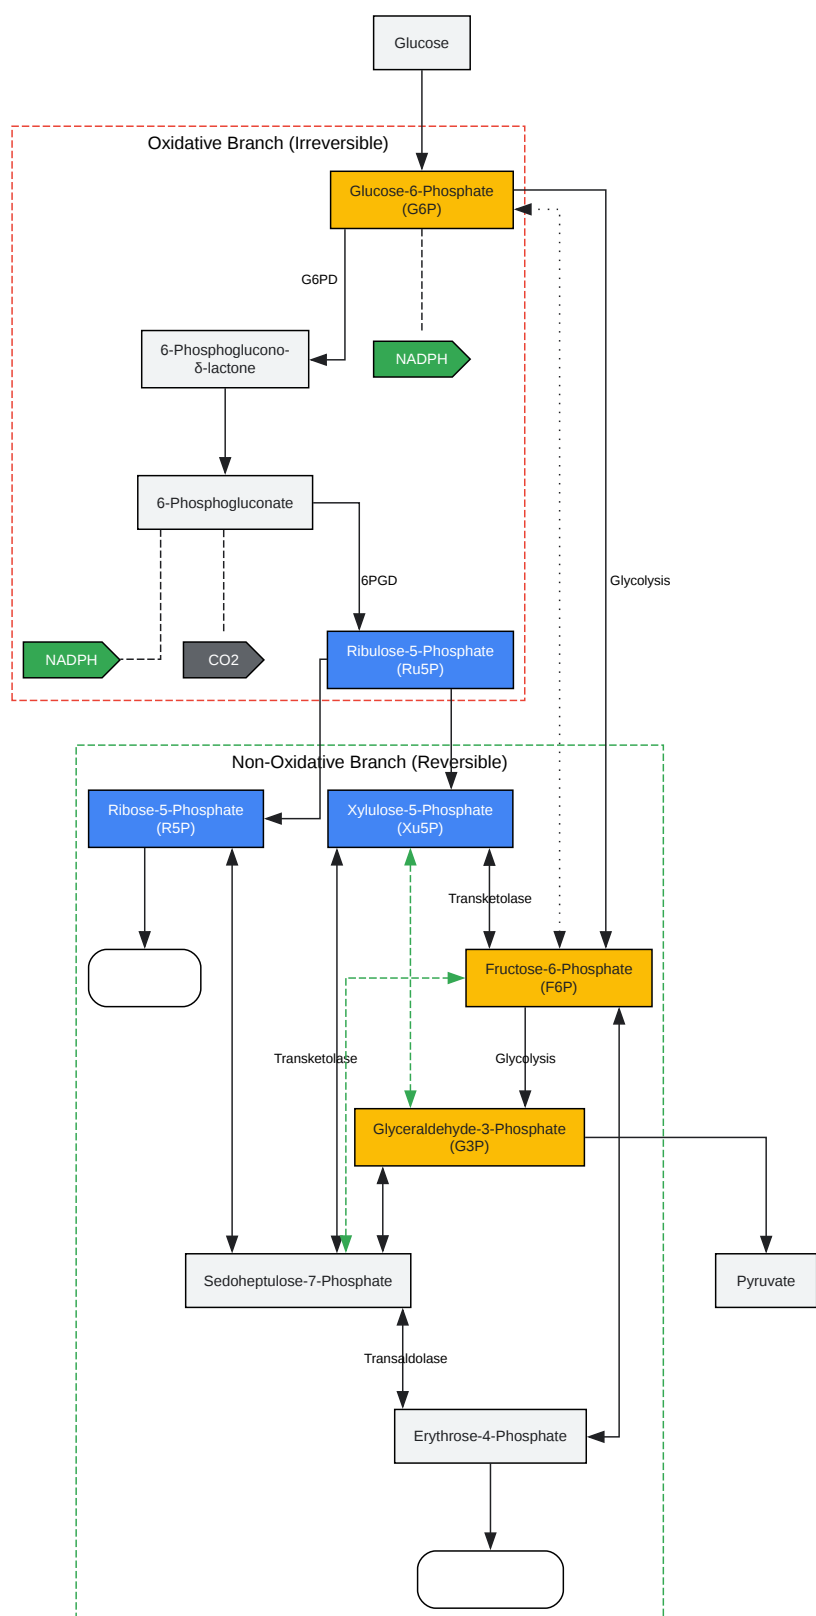 Glucose
Oxidative Branch (Irreversible)
Glucose-6-Phosphate
(G6P)
G6PD
6-Phosphoglucono-
δ-lactone
NADPH
6-Phosphogluconate
6PGD
Glycolysis
NADPH
CO2
Ribulose-5-Phosphate
(Ru5P)
Non-Oxidative Branch (Reversible)
Ribose-5-Phosphate
(R5P)
Xylulose-5-Phosphate
(Xu5P)
Transketolase
Fructose-6-Phosphate
(F6P)
Transketolase
Glycolysis
Glyceraldehyde-3-Phosphate
(G3P)
Sedoheptulose-7-Phosphate
Pyruvate
Transaldolase
Erythrose-4-Phosphate